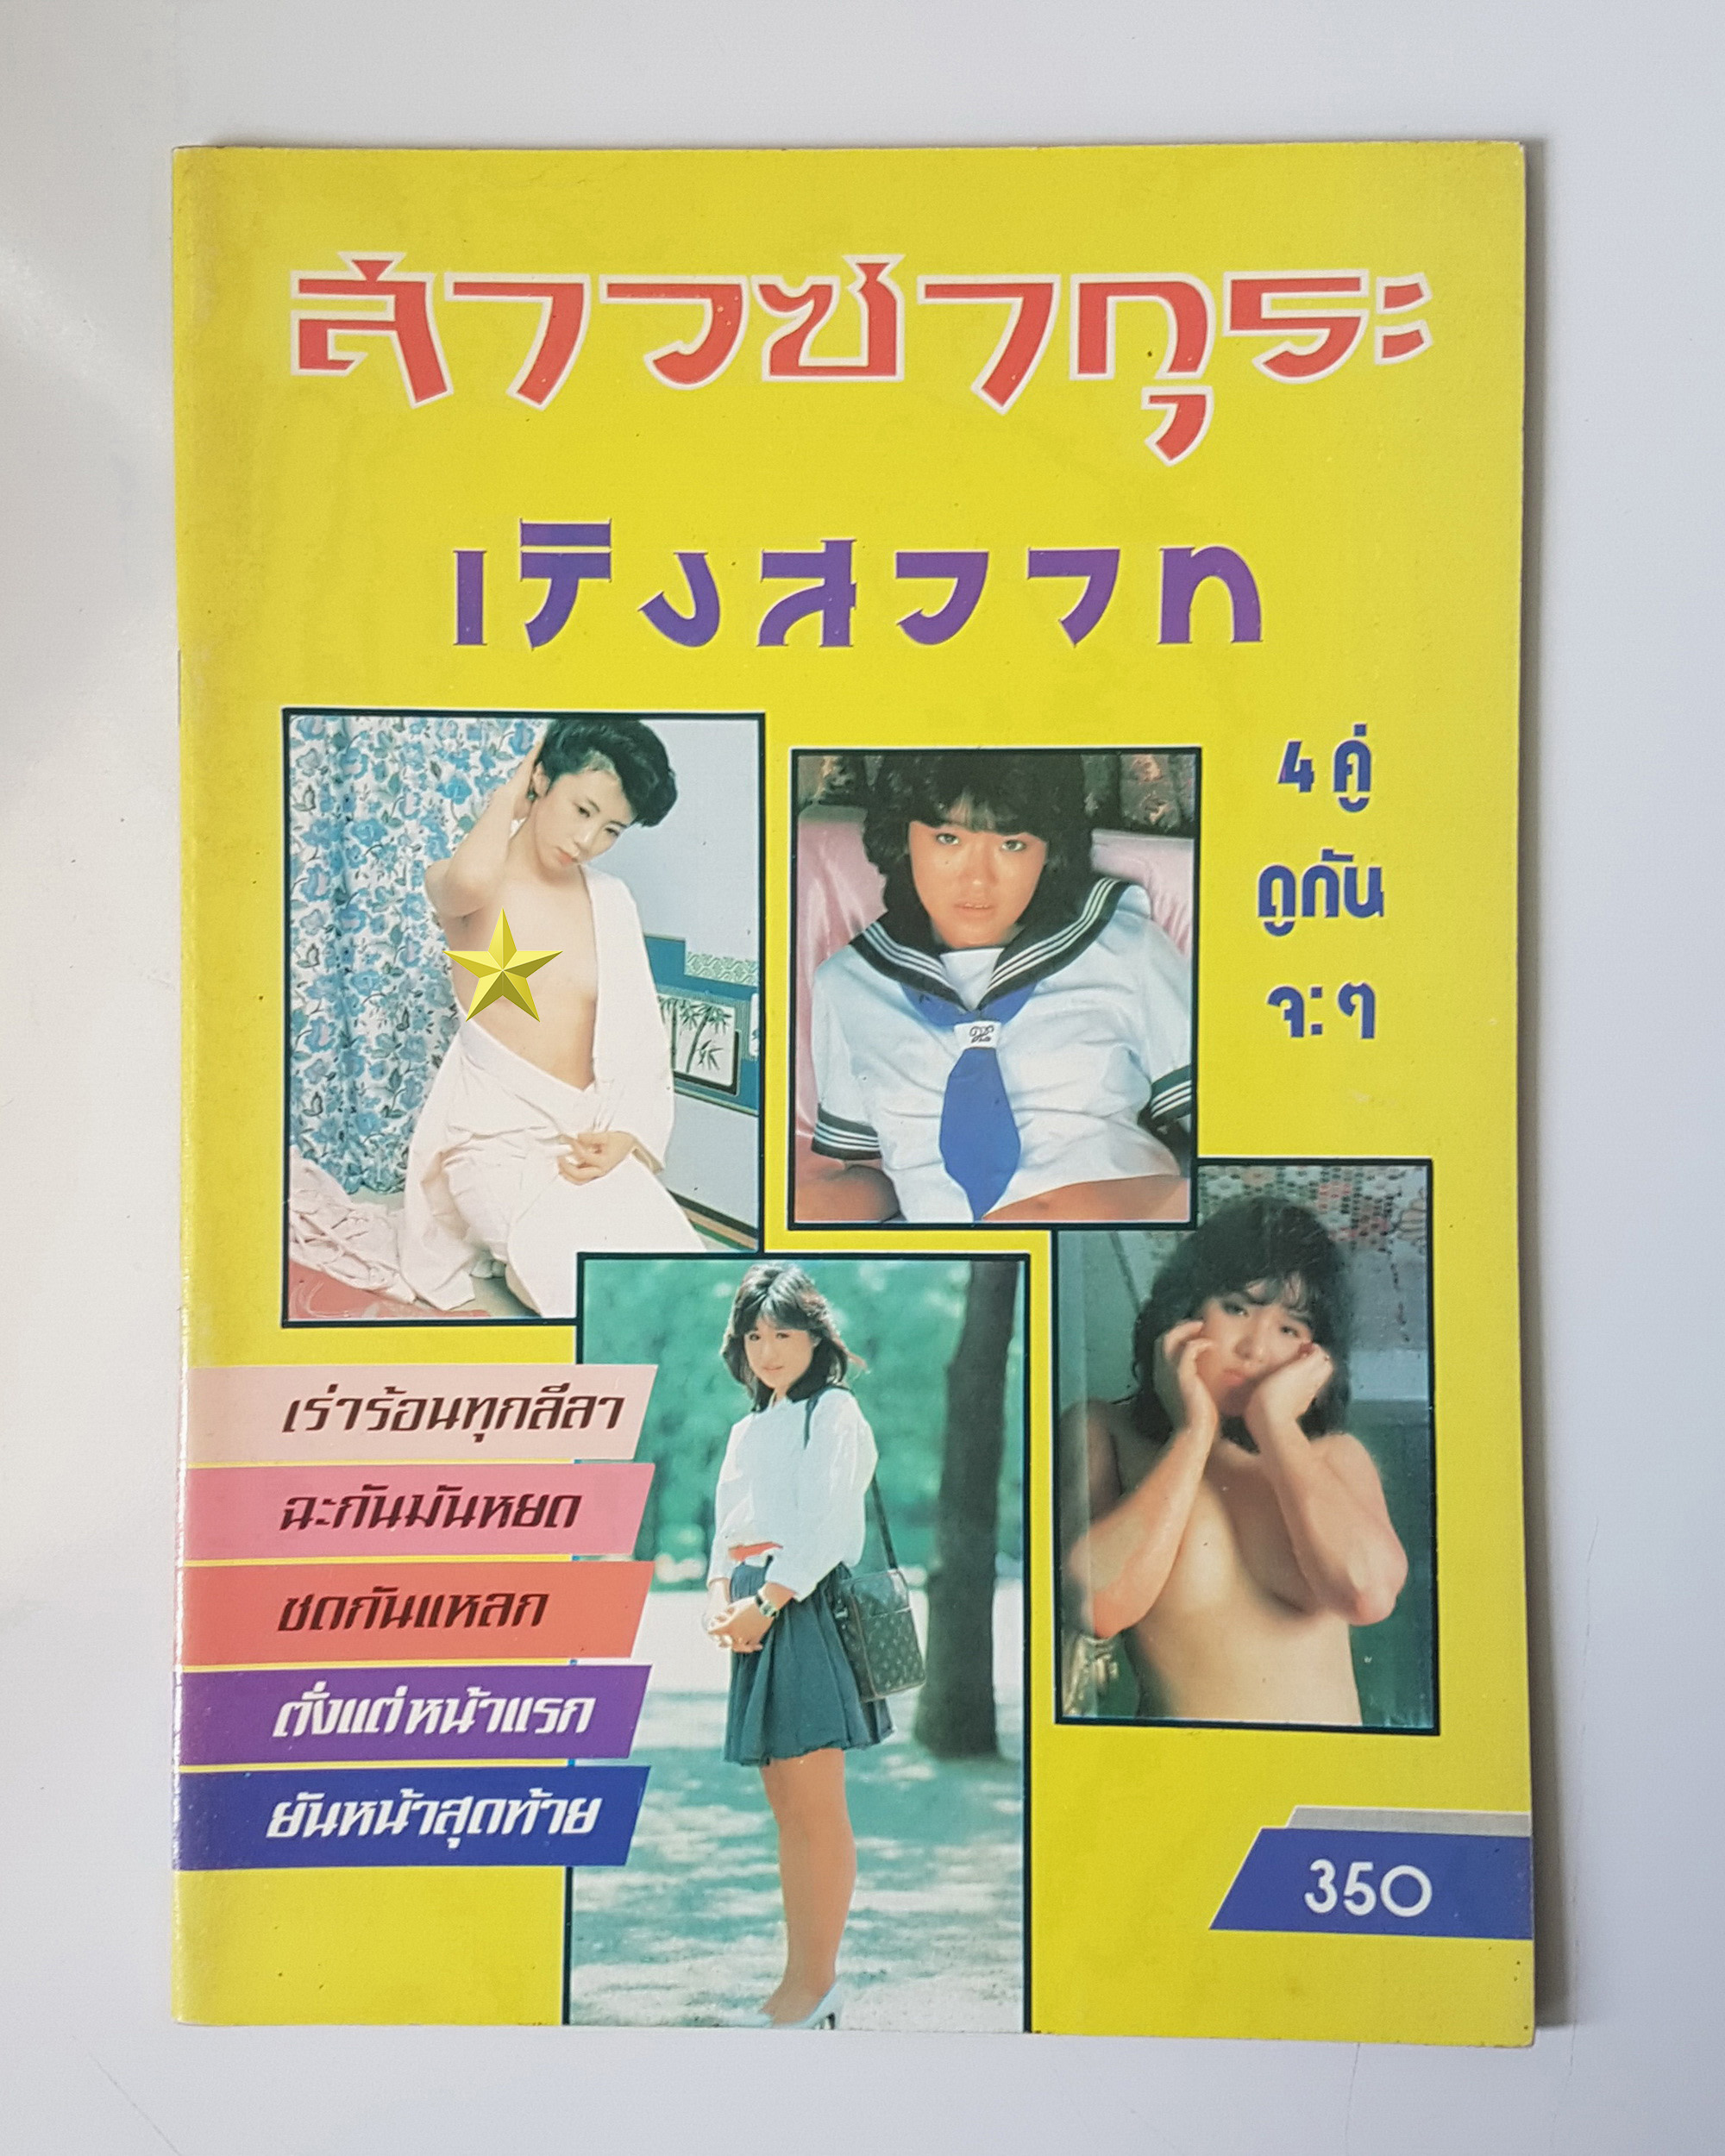 สาวซากุระ
เริงสวาท
4 คู่
ดูกัน
จะๆ
เร่าร้อนทุกลีลา
ฉะกันมันหยด
ซดกันแหลก
ตั่งแต่หน้าแรก
ยันหน้าสุดท้าย
350